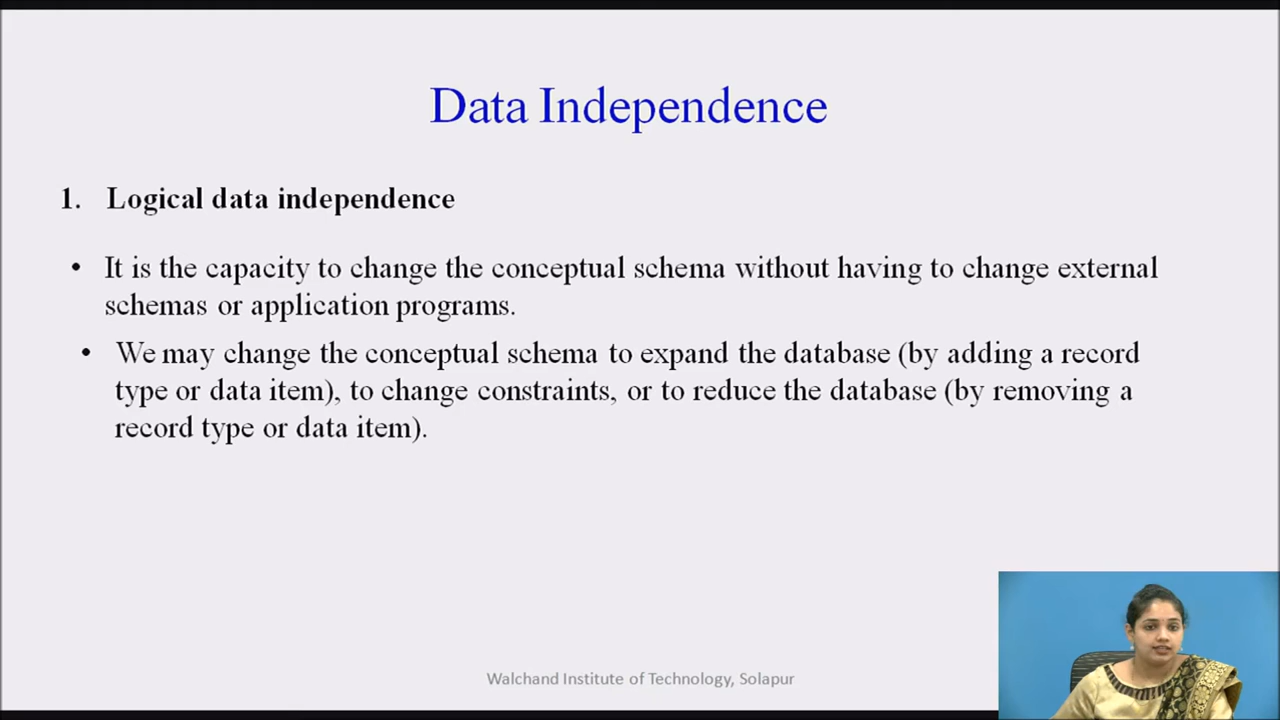 Data Independence
1. Logical data independence
• It is the capacity to change the conceptual schema without having to change external
schemas or application programs.
• We may change the conceptual schema to expand the database (by adding a record
type or data item), to change constraints, or to reduce the database (by removing a
record type or data item).
Walchand Institute of Technology, Solapur